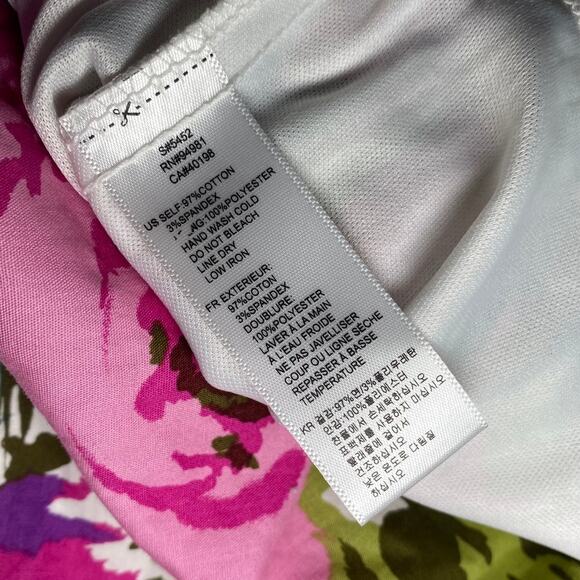 S#5452
RN#94981
CA#40198
US SELF:97%COTTON
3%SPANDEX
100%POLYESTER
HAND WASH COLD
DO NOT BLEACH
LINE DRY
LOW IRON
FR EXTERIEUR:
97%COTON
3%SPANDEX
DOUBLURE:
100%POLYESTER
LAVER À LA MAIN
À L'EAU FROIDE
NE PAS JAVELLISER
COUP OU LIGNE SÈCHE
REPASSER À BASSE
TEMPERATURE
KR 겉감:97%면/3%폴리우레탄
안감:100%폴리에스터
찬물에서 손세탁하십시오
표백제를 사용하지 마십시오
빨래줄에 걸어서
건조하십시오
낮은 온도로 다림질
하십시오